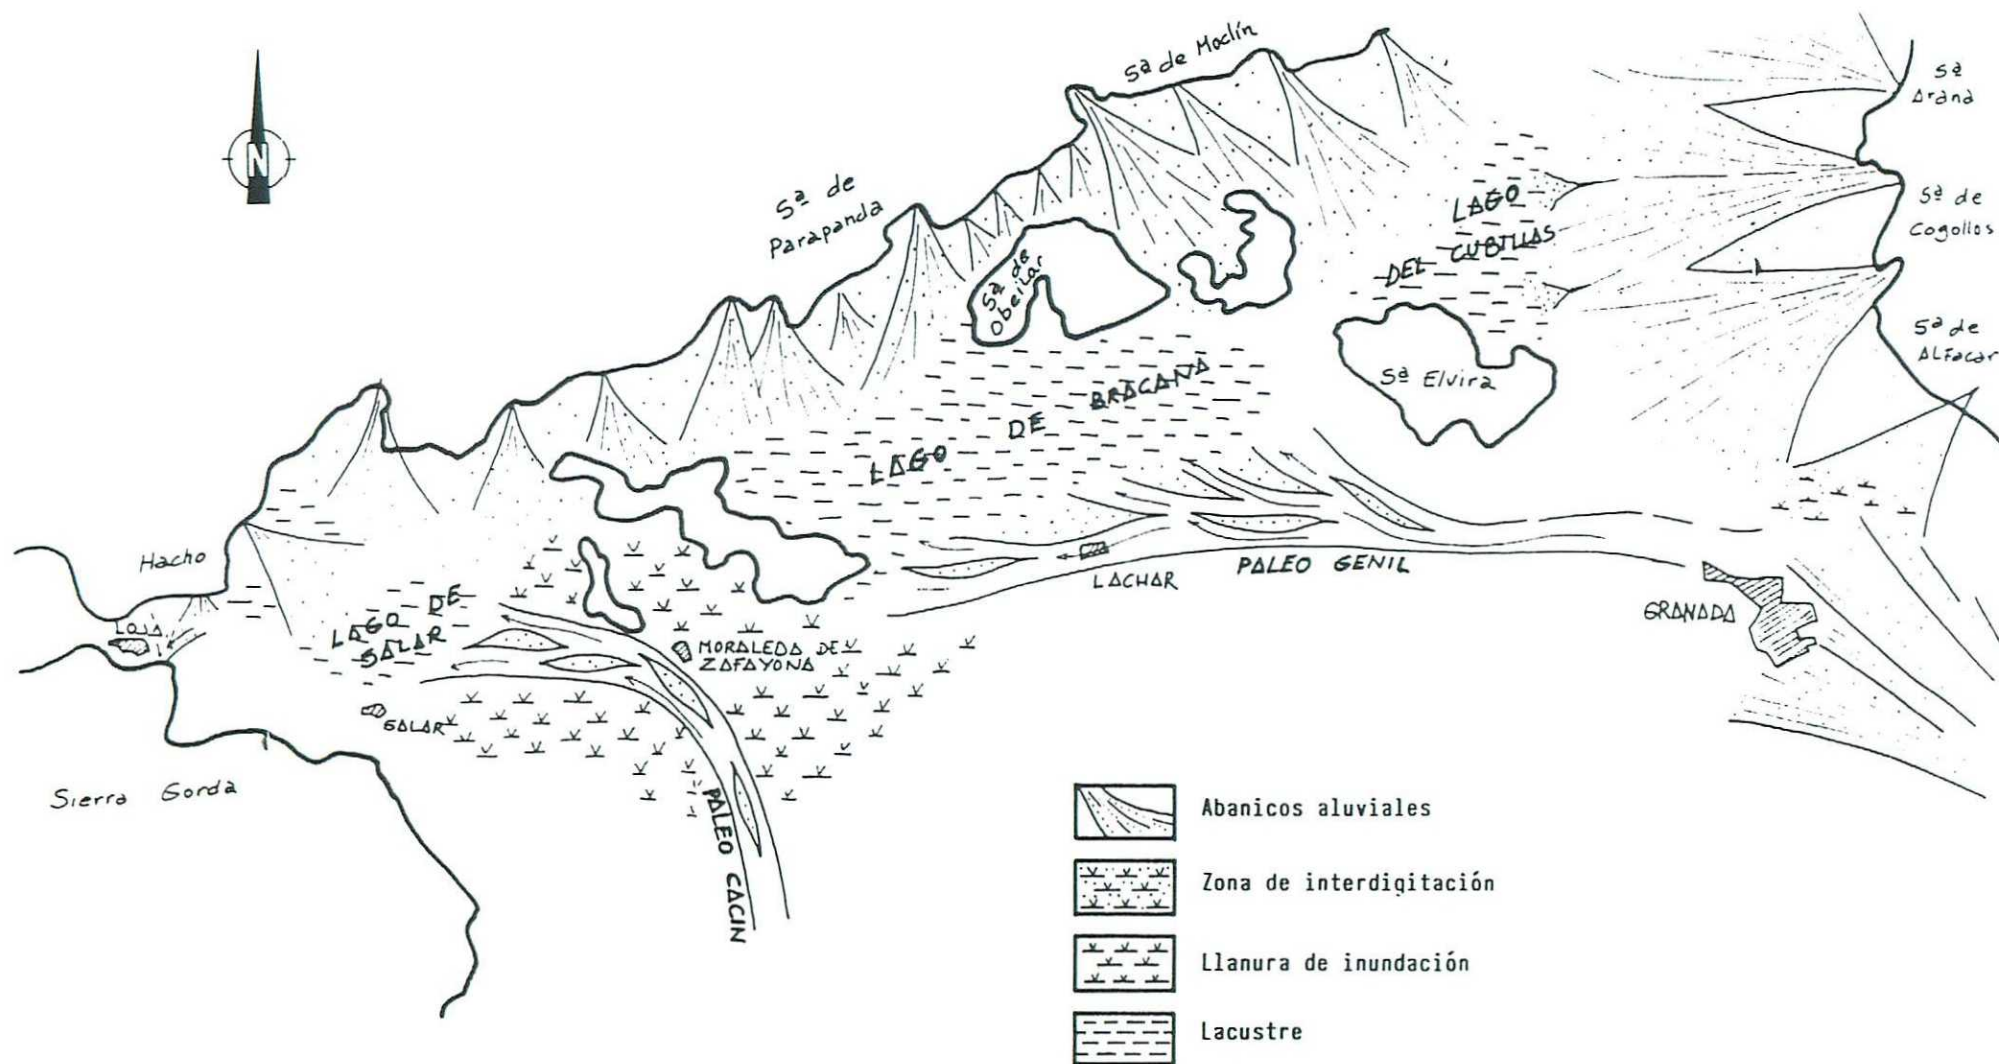 N
Sª de Moclín
Sª
Arana
Sª de
Parapanda
Sª de
Cogollos
Sª de
Obeilar
LAGO
DEL CUBILLAS
Sª de
ALFacar
Sª Elvira
LAGO DE BRACANA
Hacho
LOJA
LAGO DE
SALAR
LACHAR
PALEO GENIL
GRANADA
MORALEDA DE
ZAFAYONA
SALAR
Sierra Gorda
PALEO CACIN
Abanicos aluviales
Zona de interdigitación
Llanura de inundación
Lacustre